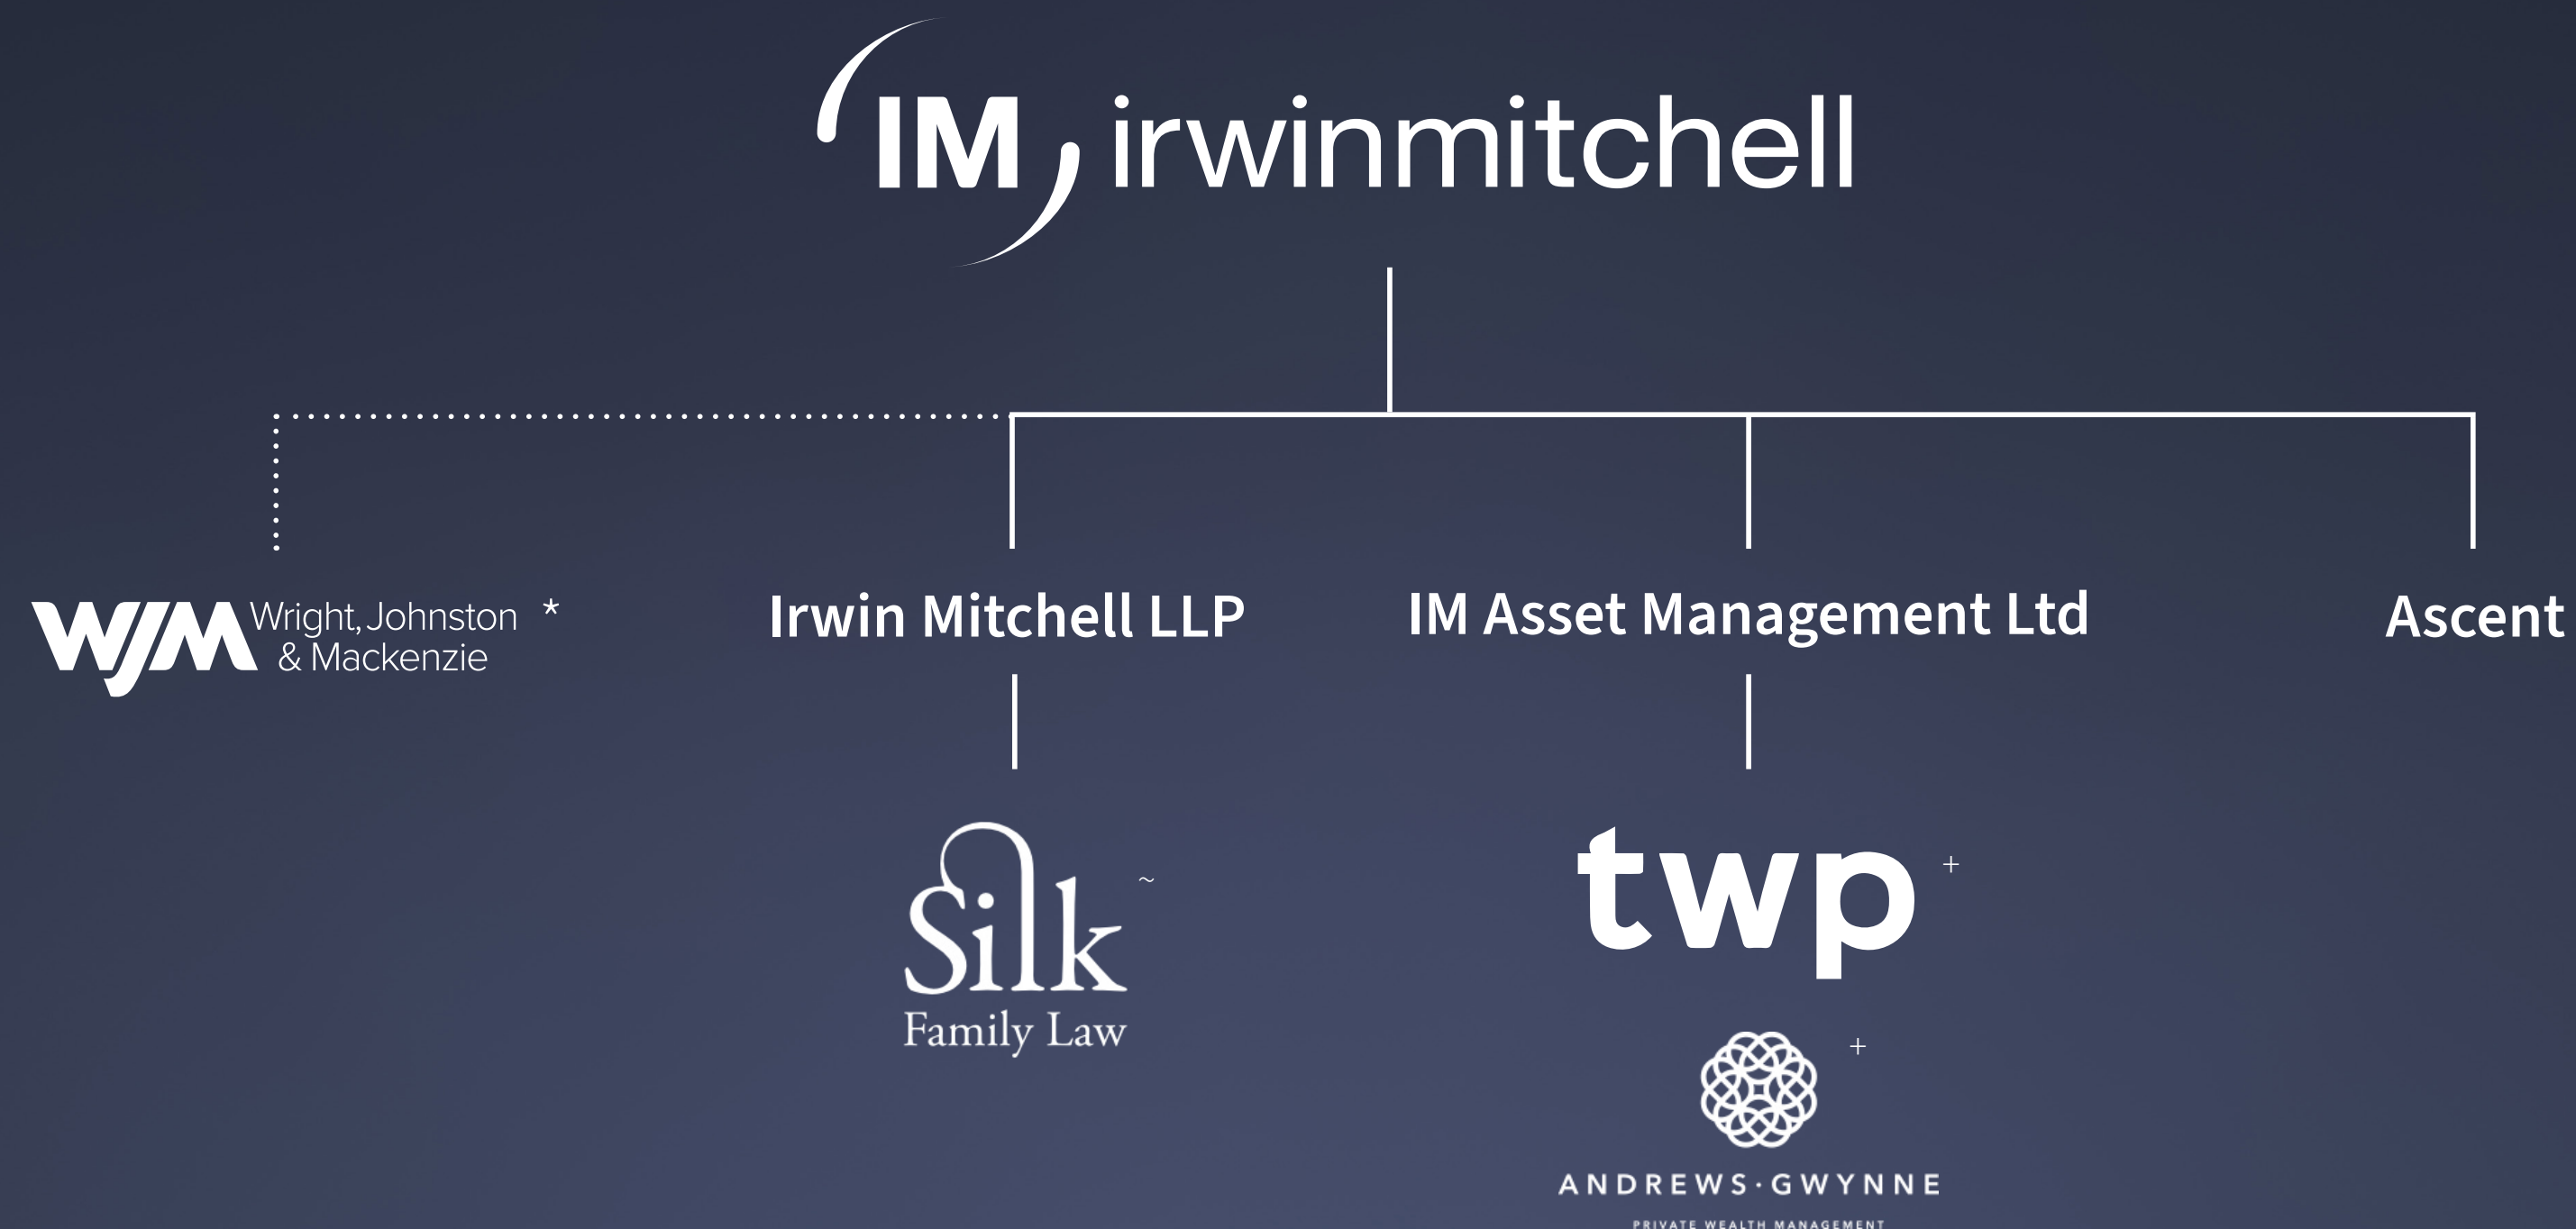 IM irwinmitchell
WJM Wright, Johnston & Mackenzie *
Irwin Mitchell LLP
IM Asset Management Ltd
Ascent
Silk ~
Family Law
twp +
+
ANDREWS·GWYNNE
PRIVATE WEALTH MANAGEMENT